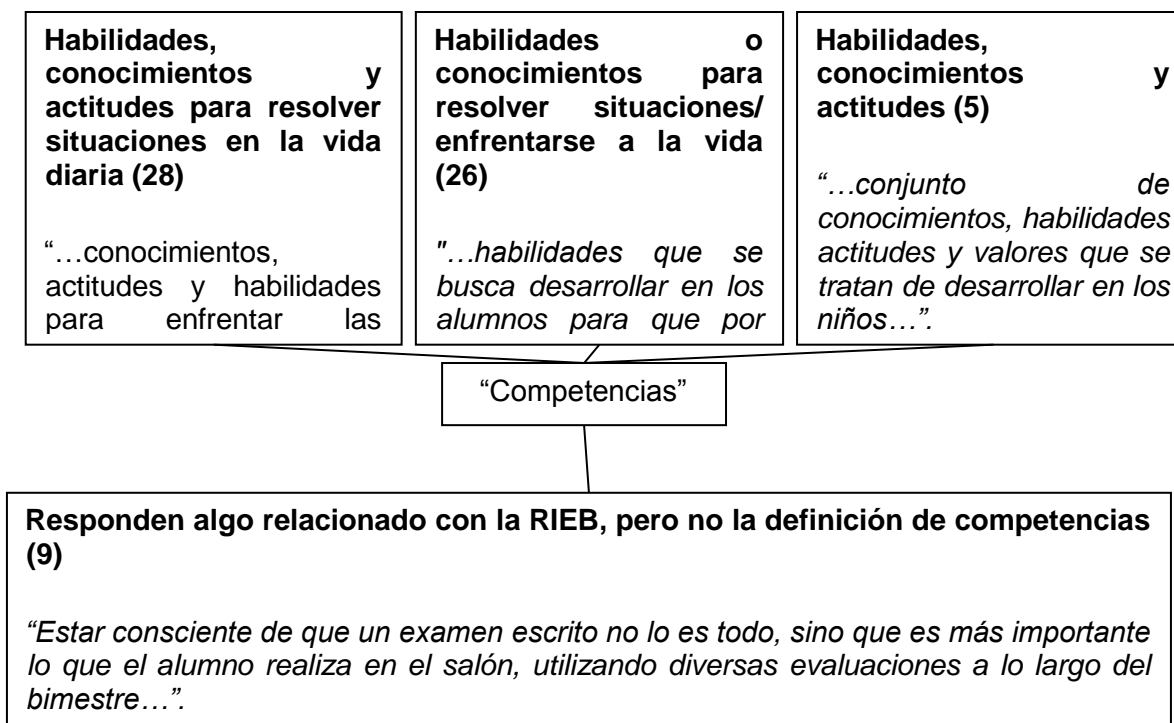 Habilidades,
conocimientos y
actitudes para resolver
situaciones en la vida
diaria (28)
“…conocimientos,
actitudes y habilidades
para enfrentar las
Habilidades o
conocimientos para
resolver situaciones/
enfrentarse a la vida
(26)
"…habilidades que se
busca desarrollar en los
alumnos para que por
Habilidades,
conocimientos y
actitudes (5)
“…conjunto de
conocimientos, habilidades
actitudes y valores que se
tratan de desarrollar en los
niños…”.
“Competencias”
Responden algo relacionado con la RIEB, pero no la definición de competencias
(9)
“Estar consciente de que un examen escrito no lo es todo, sino que es más importante
lo que el alumno realiza en el salón, utilizando diversas evaluaciones a lo largo del
bimestre…”.